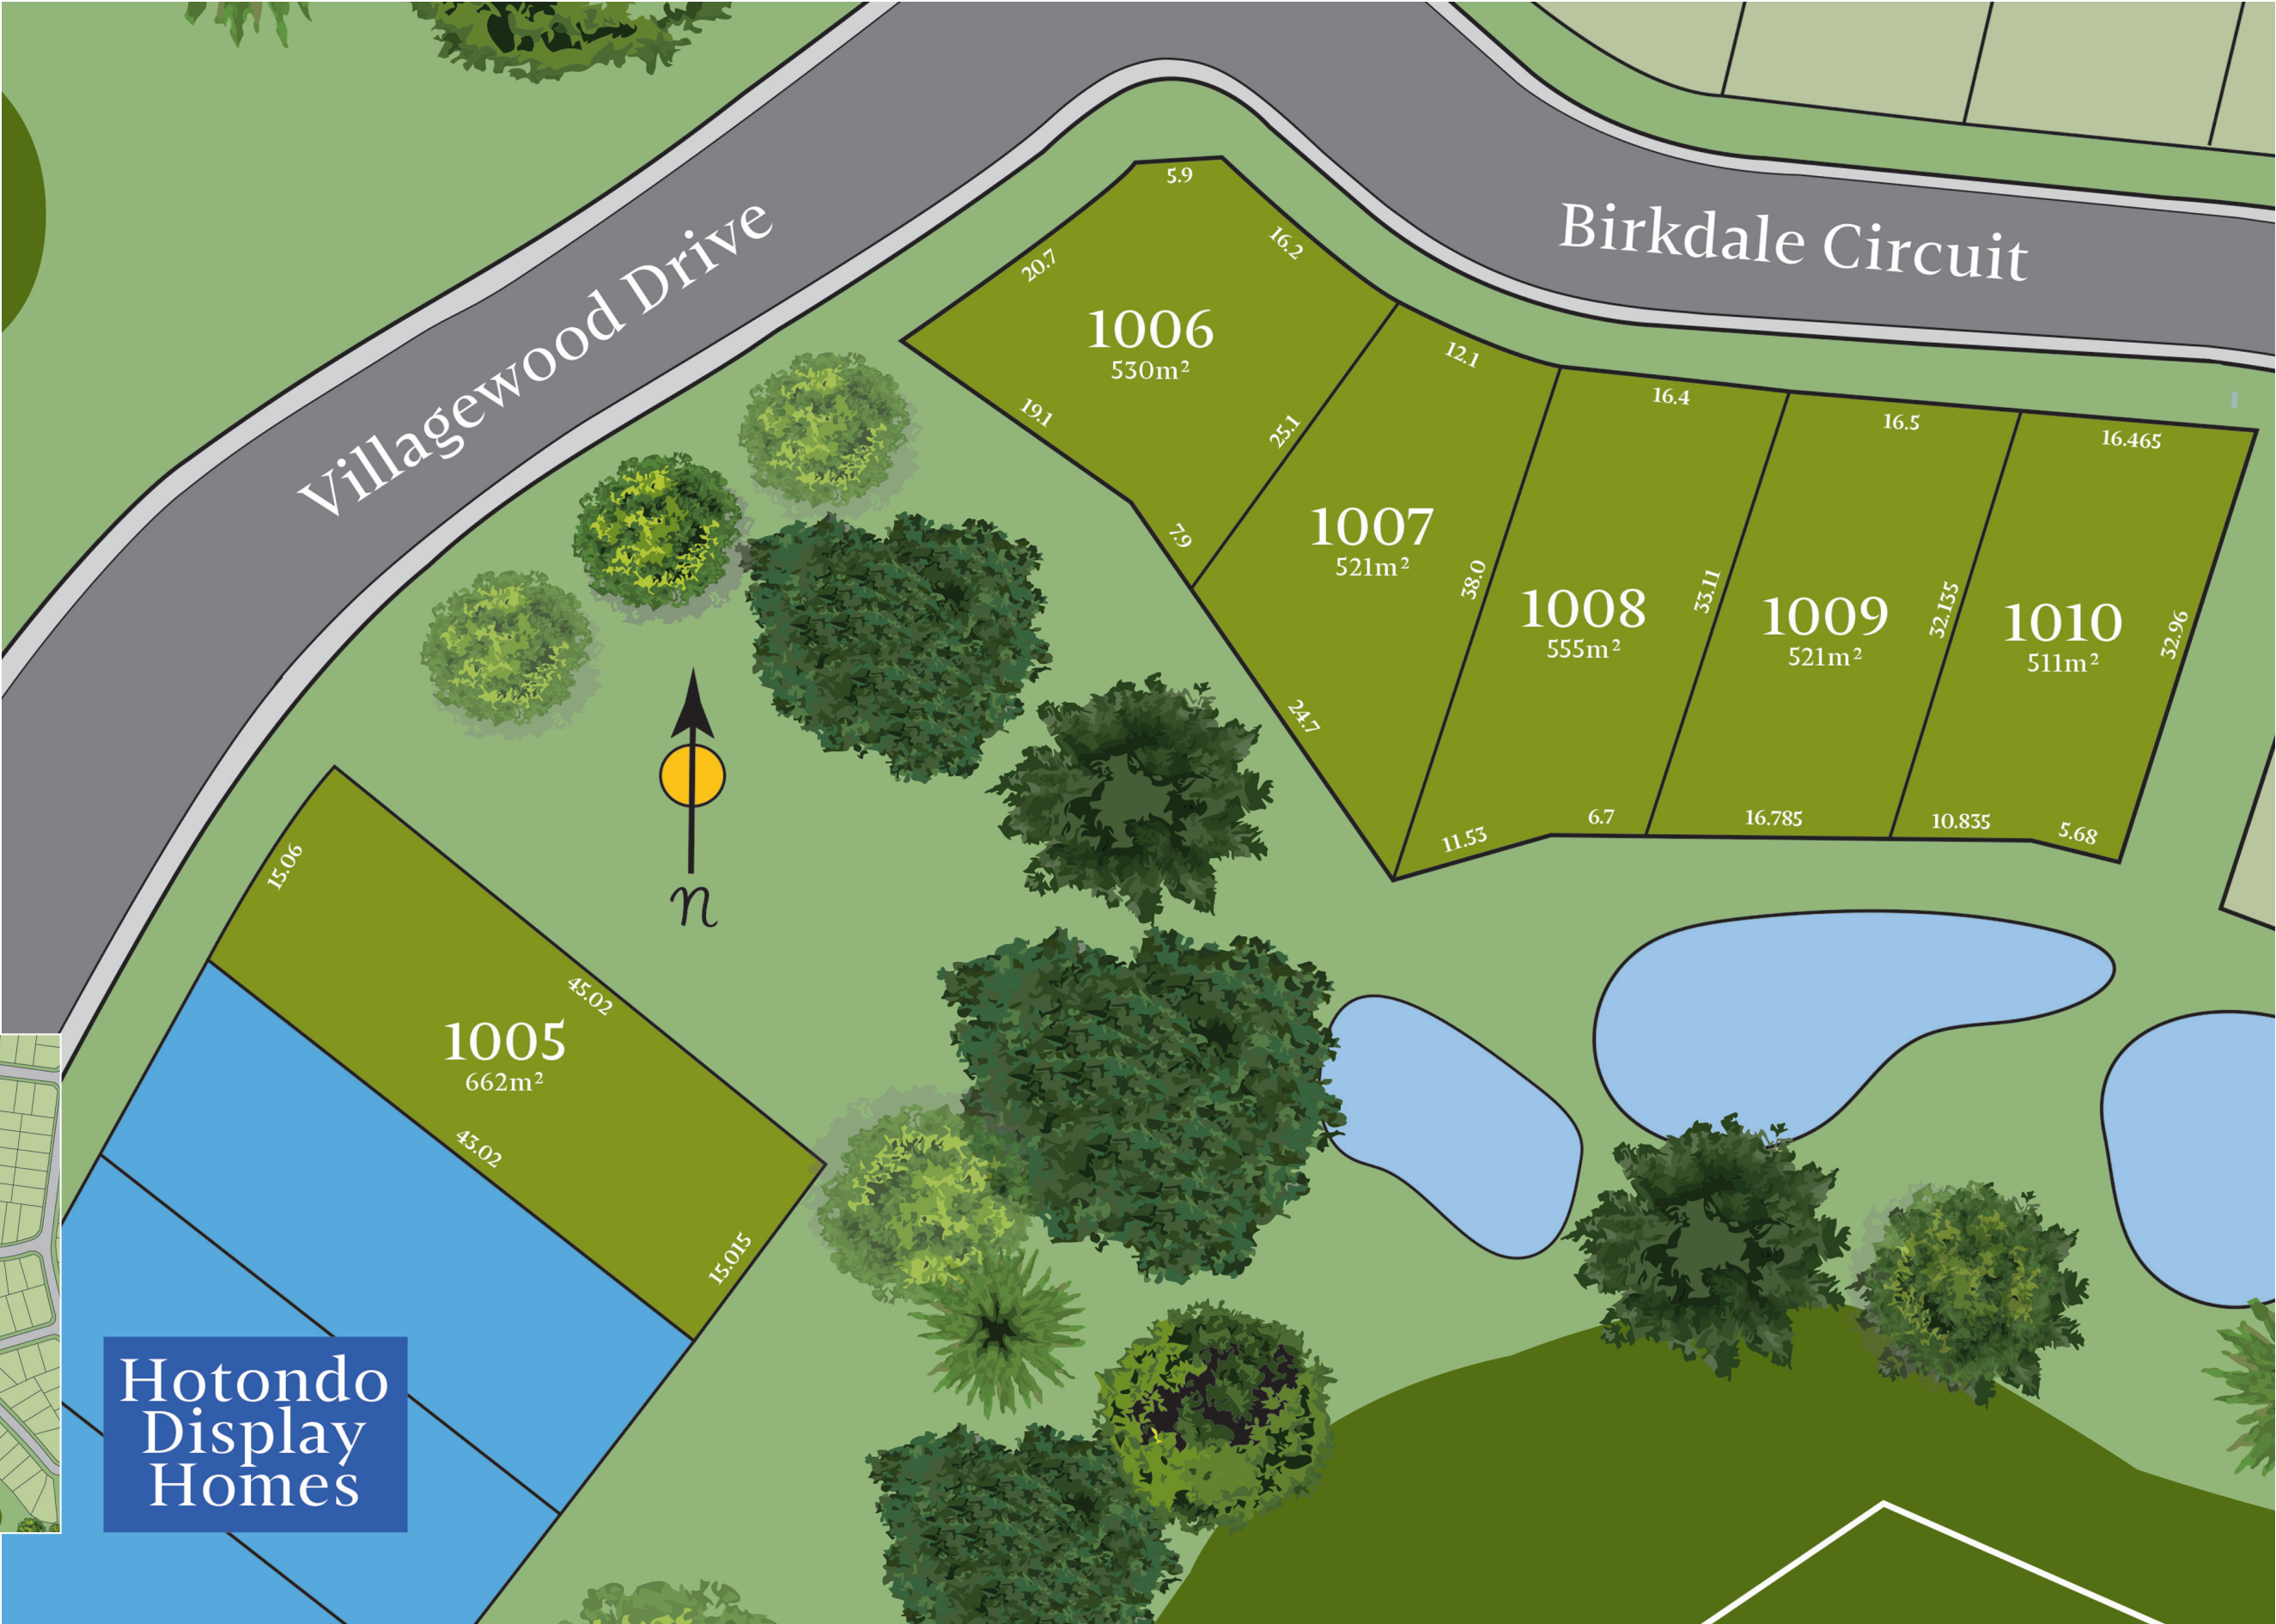 Villagewood Drive
Birkdale Circuit
5.9
20.7
16.2
1006
530m²
19.1
7.9
25.1
12.1
1007
521m²
24.7
38.0
16.4
1008
555m²
33.11
11.53
6.7
16.5
1009
521m²
32.135
16.785
16.465
1010
511m²
32.96
10.835
5.68
n
15.06
45.02
1005
662m²
43.02
15.015
Hotondo
Display
Homes